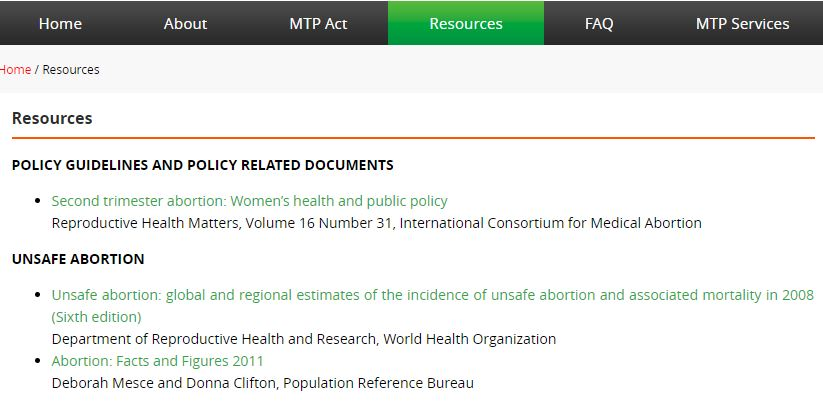 Home About MTP Act Resources FAQ MTP Services
Home / Resources
Resources
POLICY GUIDELINES AND POLICY RELATED DOCUMENTS
Second trimester abortion: Women's health and public policy
Reproductive Health Matters, Volume 16 Number 31, International Consortium for Medical Abortion
UNSAFE ABORTION
Unsafe abortion: global and regional estimates of the incidence of unsafe abortion and associated mortality in 2008
(Sixth edition)
Department of Reproductive Health and Research, World Health Organization
Abortion: Facts and Figures 2011
Deborah Mesce and Donna Clifton, Population Reference Bureau